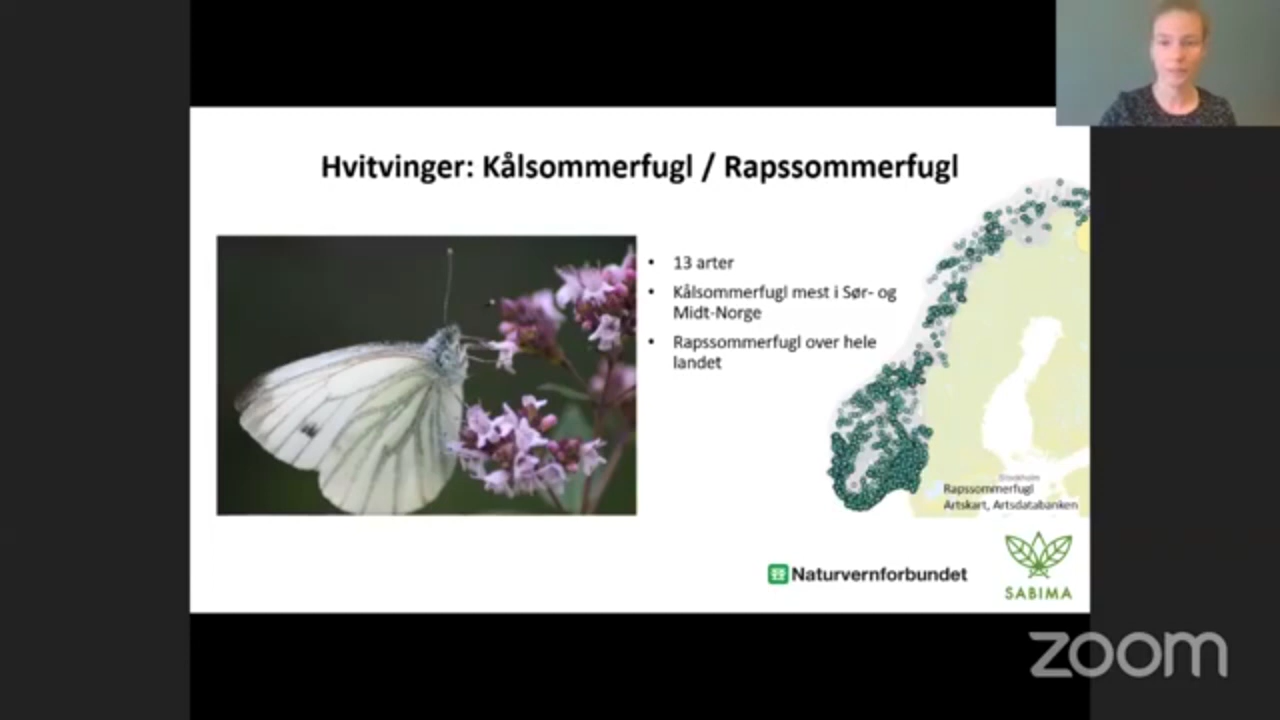 Hvitvinger: Kålsommerfugl / Rapssommerfugl
• 13 arter
• Kålsommerfugl mest i Sør- og
Midt-Norge
• Rapssommerfugl over hele
landet
Stockholm
Rapssommerfugl
Artskart, Artsdatabanken
Naturvernforbundet
SABIMA
zoom